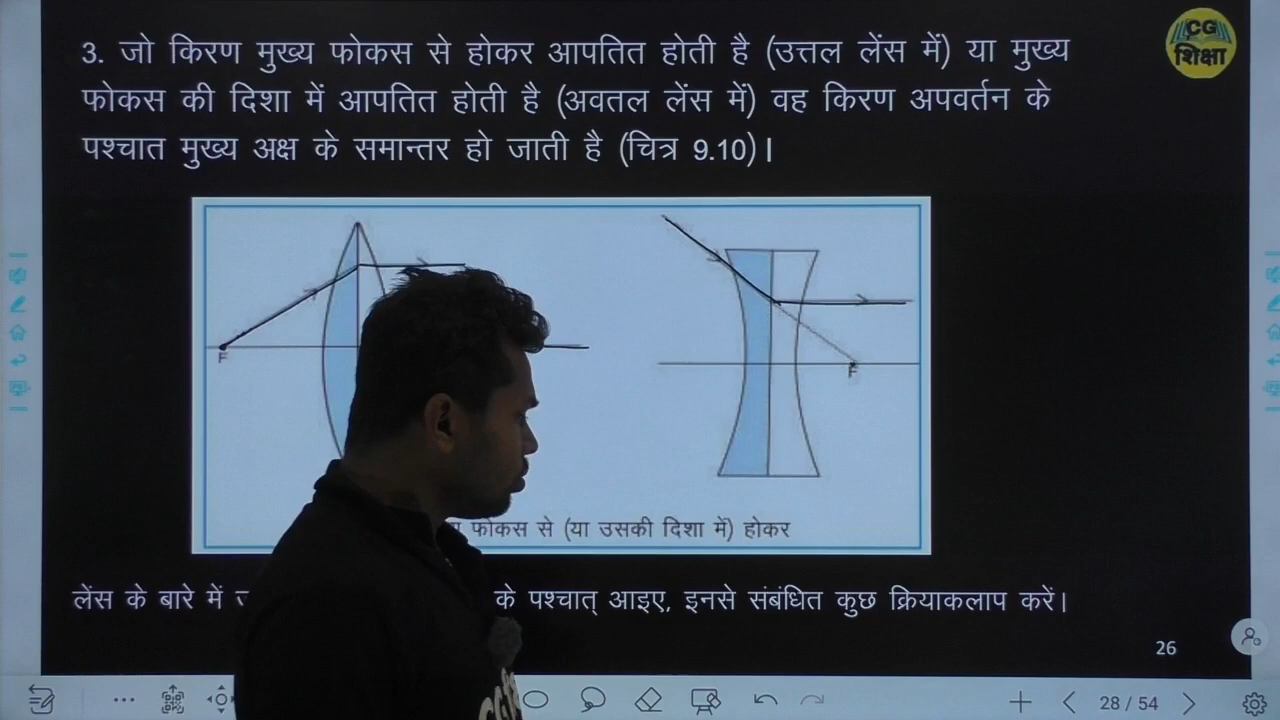 CG
शिक्षा
3. जो किरण मुख्य फोकस से होकर आपतित होती है (उत्तल लेंस में) या मुख्य
फोकस की दिशा में आपतित होती है (अवतल लेंस में) वह किरण अपवर्तन के
पश्चात मुख्य अक्ष के समान्तर हो जाती है (चित्र 9.10)।
F
F
फोकस से (या उसकी दिशा में) होकर
लेंस के बारे में के पश्चात् आइए, इनसे संबंधित कुछ क्रियाकलाप करें।
26
28 / 54